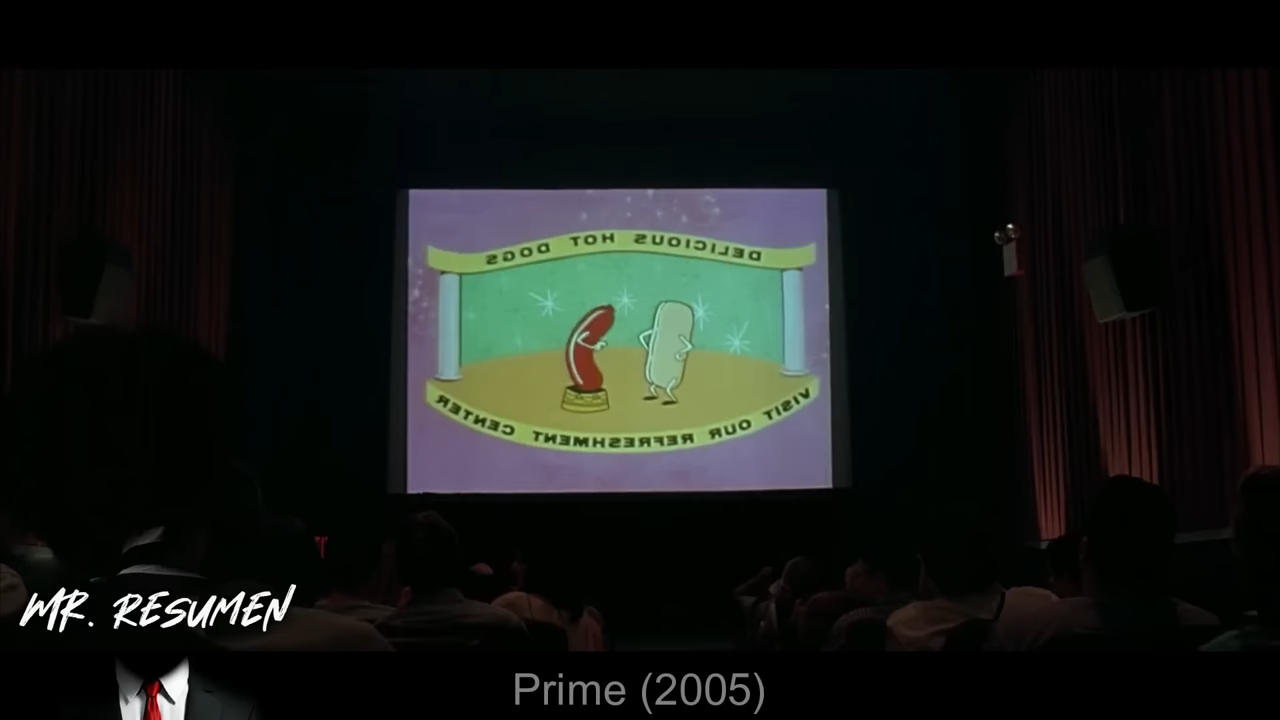 DELICIOUS HOT DOGS
VISIT OUR REFRESHMENT CENTER
MR. RESUMEN
Prime (2005)